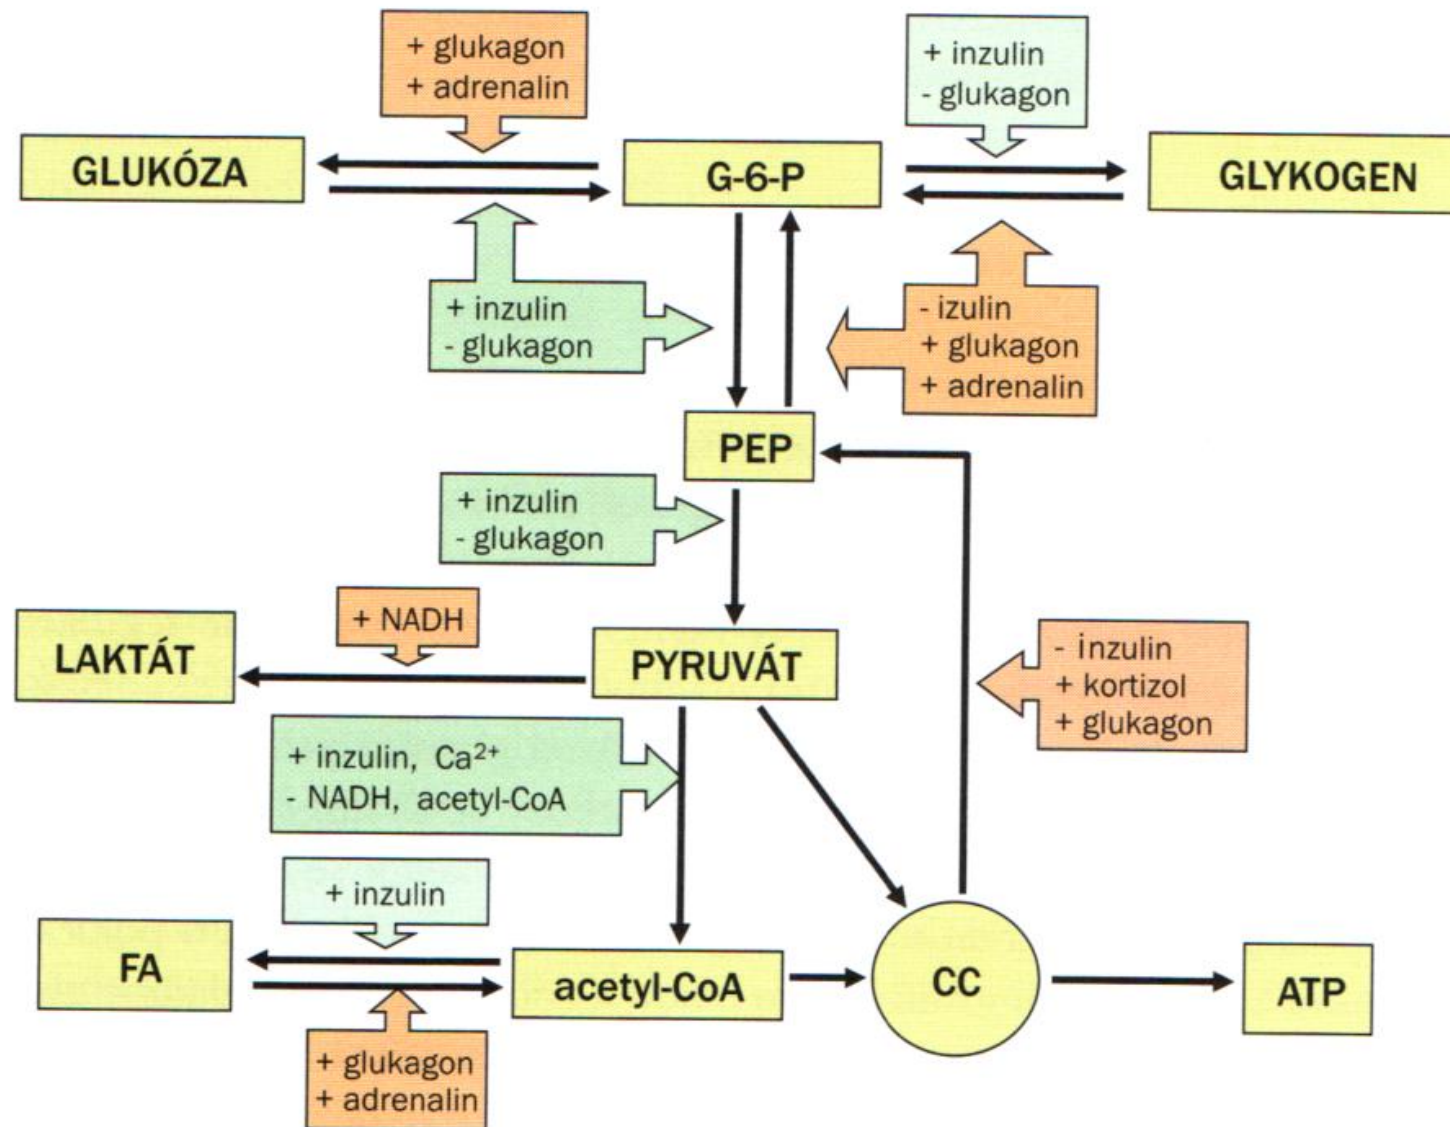 + glukagon
+ adrenalin
+ inzulin
- glukagon
GLUKÓZA
G-6-P
GLYKOGEN
+ inzulin
- glukagon
- izulin
+ glukagon
+ adrenalin
PEP
+ inzulin
- glukagon
+ NADH
LAKTÁT
PYRUVÁT
- inzulin
+ kortizol
+ glukagon
+ inzulin, Ca²⁺
- NADH, acetyl-CoA
+ inzulin
FA
acetyl-CoA
CC
ATP
+ glukagon
+ adrenalin